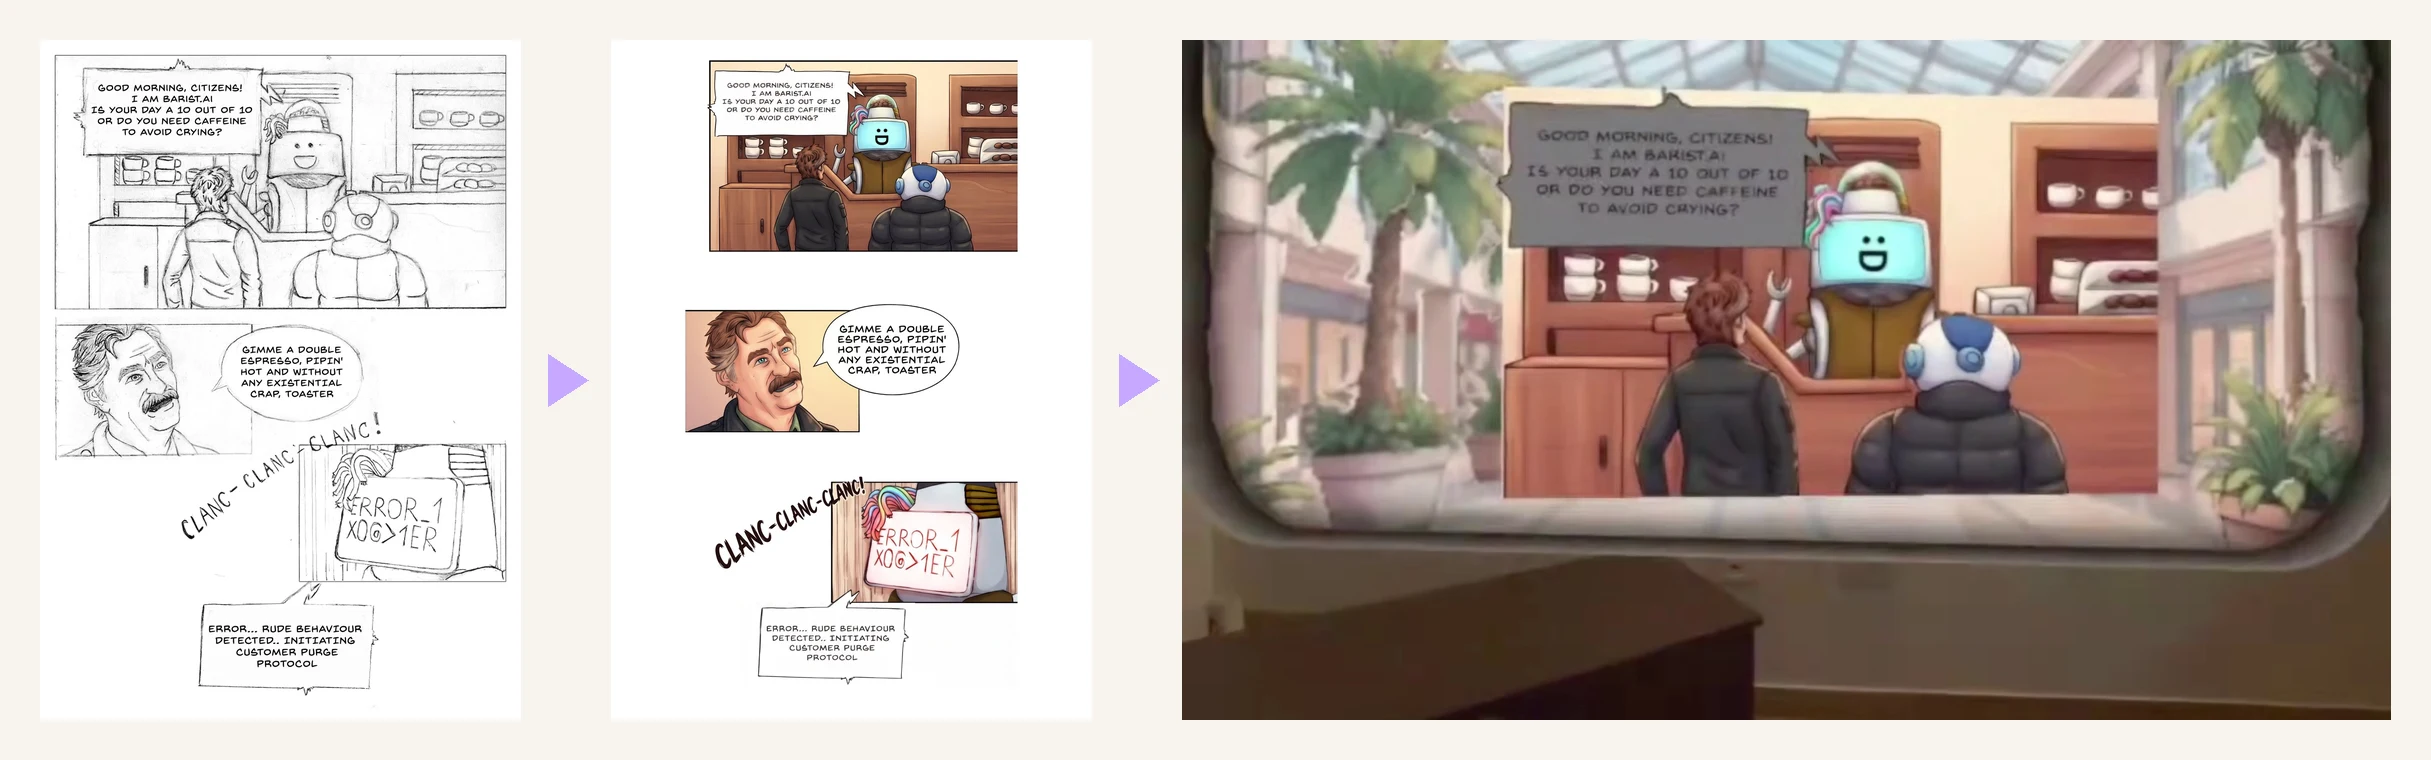 GOOD MORNING, CITIZENS!
I AM BARIST.AI
IS YOUR DAY A 10 OUT OF 10
OR DO YOU NEED CAFFEINE
TO AVOID CRYING?
GIMME A DOUBLE
ESPRESSO, PIPIN'
HOT AND WITHOUT
ANY EXISTENTIAL
CRAP, TOASTER
CLANC-CLANC-CLANC!
ERROR_1
XO@>1ER
ERROR... RUDE BEHAVIOUR
DETECTED.. INITIATING
CUSTOMER PURGE
PROTOCOL
GOOD MORNING, CITIZENS!
I AM BARIST.AI
IS YOUR DAY A 10 OUT OF 10
OR DO YOU NEED CAFFEINE
TO AVOID CRYING?
GIMME A DOUBLE
ESPRESSO, PIPIN'
HOT AND WITHOUT
ANY EXISTENTIAL
CRAP, TOASTER
CLANC-CLANC-CLANC!
ERROR_1
XO@>1ER
ERROR... RUDE BEHAVIOUR
DETECTED.. INITIATING
CUSTOMER PURGE
PROTOCOL
GOOD MORNING, CITIZENS!
I AM BARIST.AI
IS YOUR DAY A 10 OUT OF 10
OR DO YOU NEED CAFFEINE
TO AVOID CRYING?